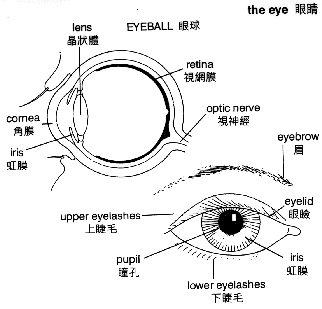 the eye 眼睛
EYEBALL 眼球
lens
晶狀體
retina
視網膜
cornea
角膜
optic nerve
視神經
iris
虹膜
eyebrow
眉
upper eyelashes
上睫毛
eyelid
眼瞼
pupil
瞳孔
iris
虹膜
lower eyelashes
下睫毛